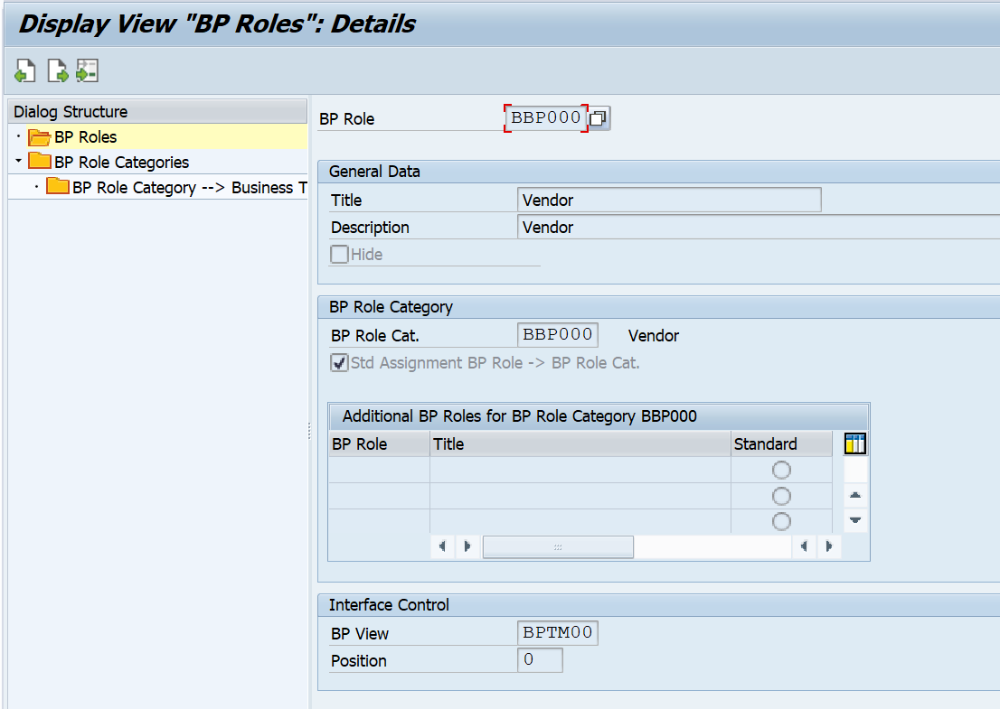 Display View "BP Roles": Details
Dialog Structure
BP Roles
BP Role Categories
BP Role Category --> Business T
BP Role BBP000
General Data
Title Vendor
Description Vendor
Hide
BP Role Category
BP Role Cat. BBP000 Vendor
Std Assignment BP Role -> BP Role Cat.
Additional BP Roles for BP Role Category BBP000
BP Role Title Standard
Interface Control
BP View BPTM00
Position 0